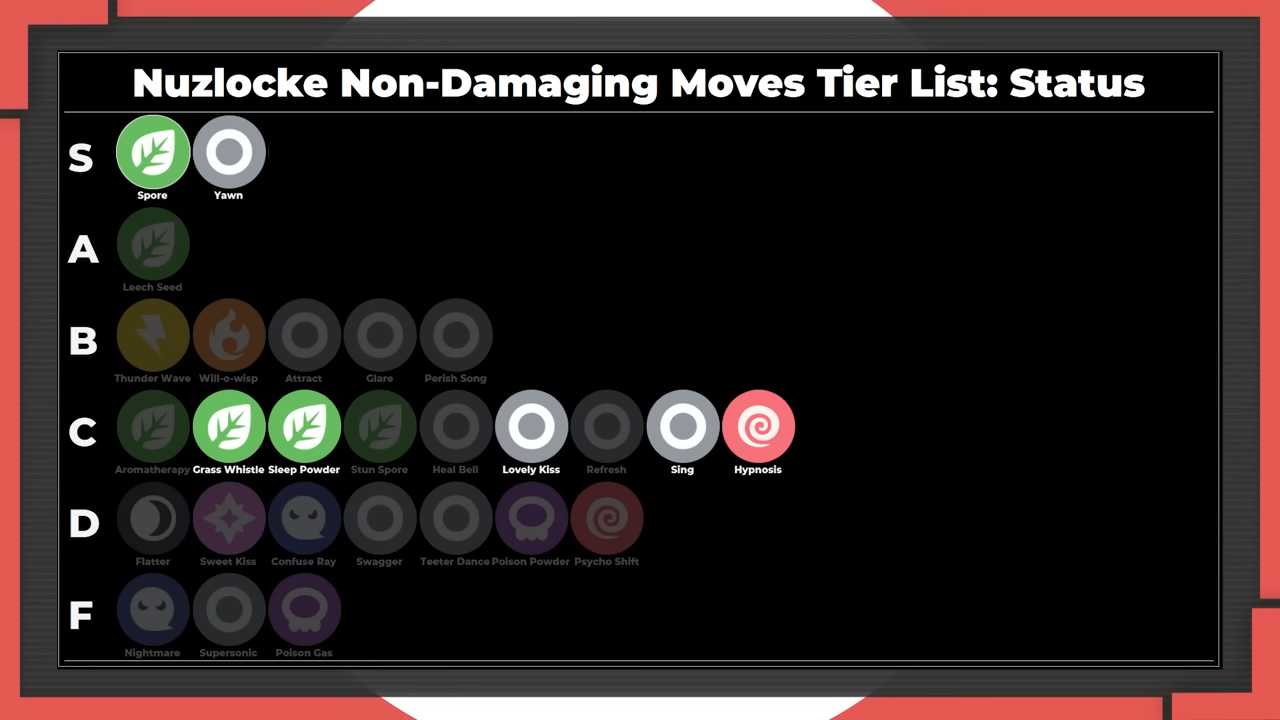 Nuzlocke Non-Damaging Moves Tier List: Status
S
Spore Yawn
A
Leech Seed
B
Thunder Wave Will-o-wisp Attract Glare Perish Song
C
Aromatherapy Grass Whistle Sleep Powder Stun Spore Heal Bell Lovely Kiss Refresh Sing Hypnosis
D
Flatter Sweet Kiss Confuse Ray Swagger Teeter Dance Poison Powder Psycho Shift
F
Nightmare Supersonic Poison Gas